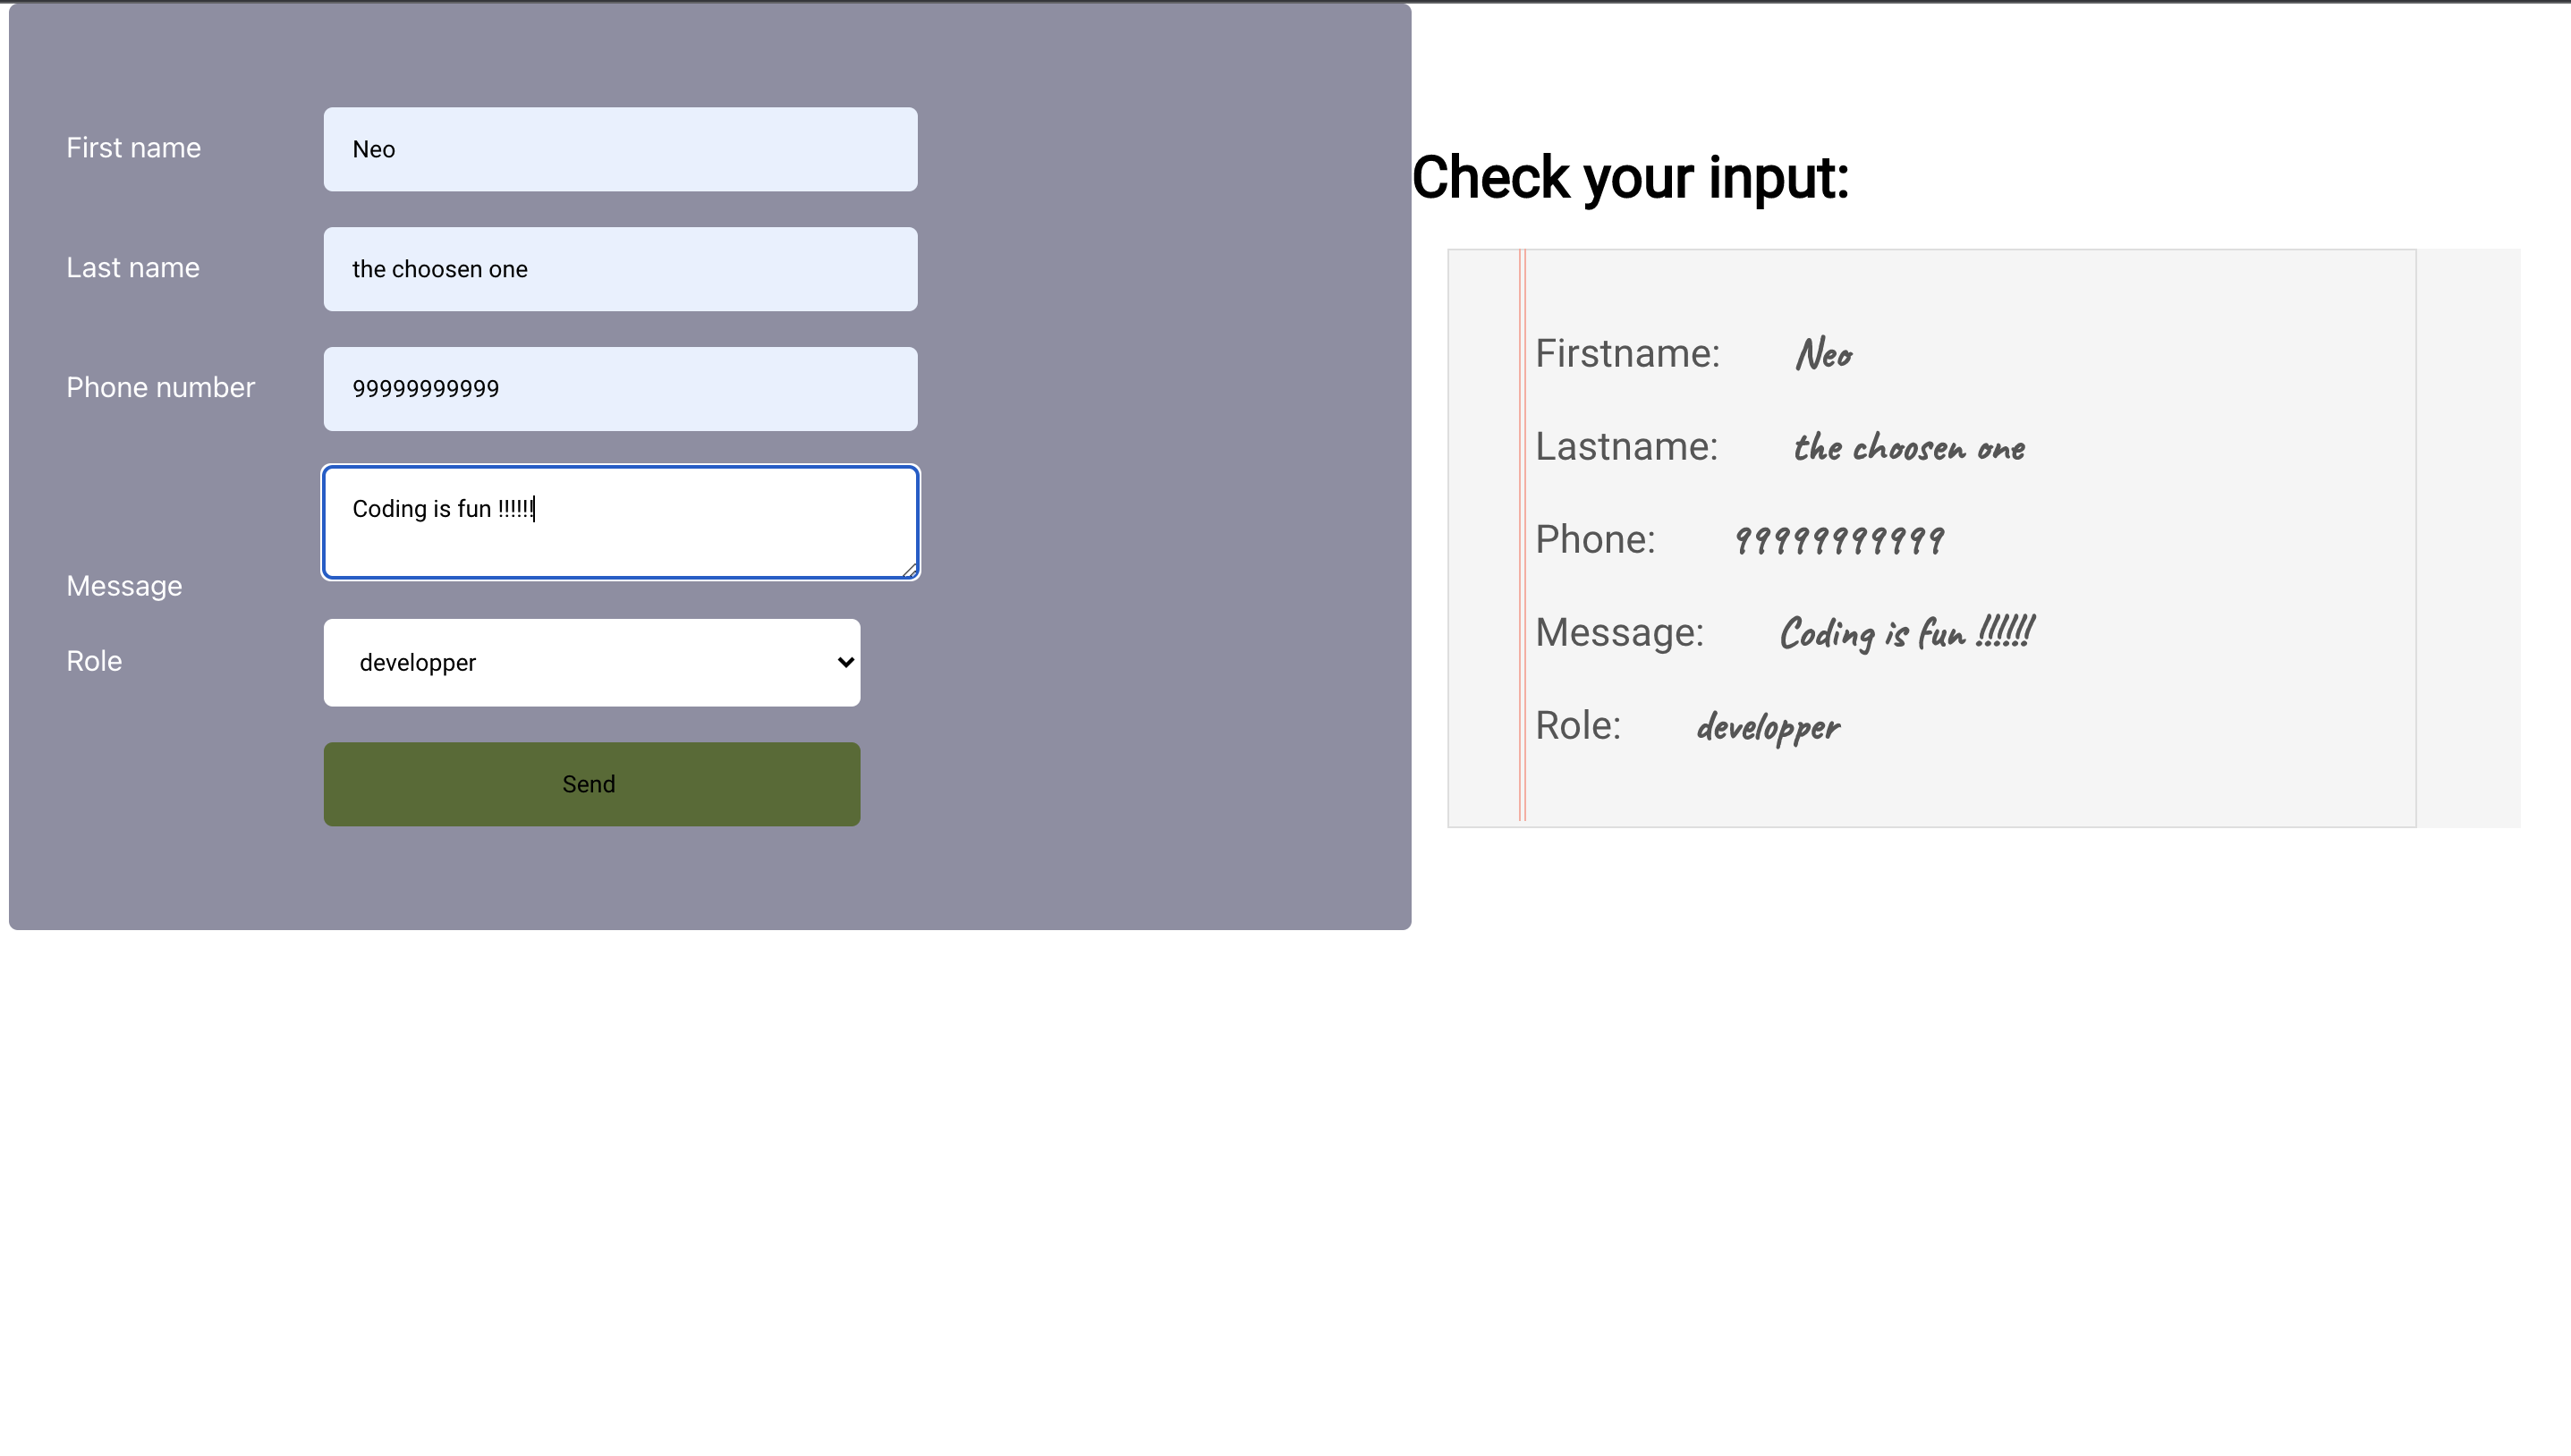 First name
Neo
Last name
the choosen one
Phone number
99999999999
Coding is fun !!!!!!
Message
Role
developper
Send
Check your input:
Firstname: Neo
Lastname: the choosen one
Phone: 99999999999
Message: Coding is fun !!!!!!
Role: developper